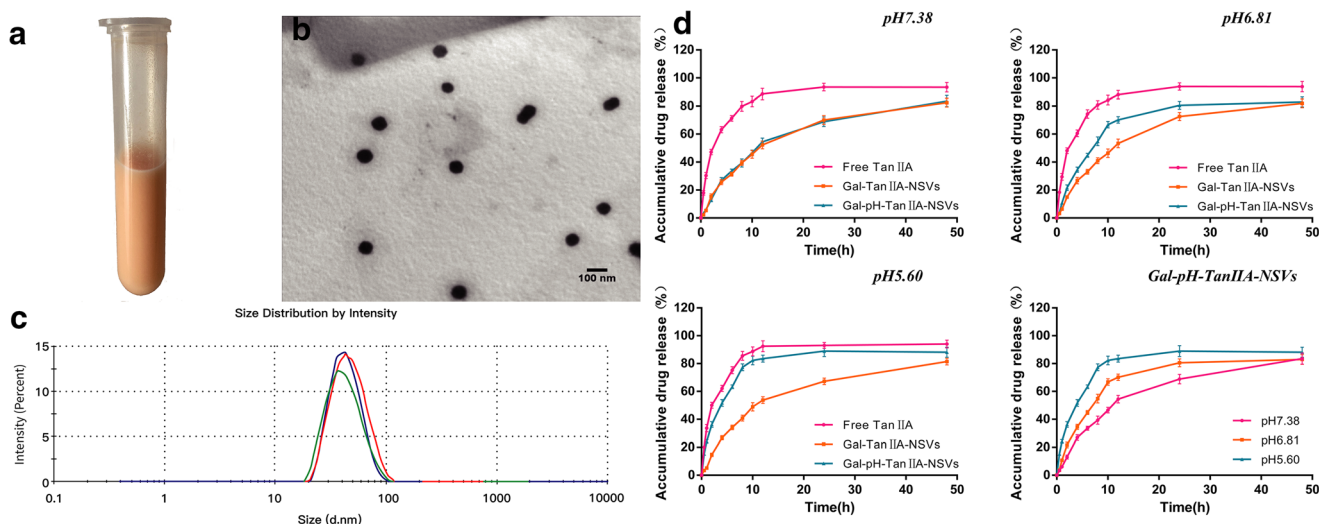 a
b
100 nm
c
Size Distribution by Intensity
Intensity (Percent)
15
10
5
0
0.1
1
10
100
1000
10000
Size (d.nm)
d
pH7.38
Accumulative drug release (%)
120
100
80
60
40
20
0
Free Tan IIA
Gal-Tan IIA-NSVs
Gal-pH-Tan IIA-NSVs
0
10
20
30
40
50
Time(h)
pH6.81
Accumulative drug release (%)
120
100
80
60
40
20
0
Free Tan IIA
Gal-Tan IIA-NSVs
Gal-pH-Tan IIA-NSVs
0
10
20
30
40
50
Time(h)
pH5.60
Accumulative drug release (%)
120
100
80
60
40
20
0
Free Tan IIA
Gal-Tan IIA-NSVs
Gal-pH-Tan IIA-NSVs
0
10
20
30
40
50
Time(h)
Gal-pH-TanIIA-NSVs
Accumulative drug release (%)
120
100
80
60
40
20
0
pH7.38
pH6.81
pH5.60
0
10
20
30
40
50
Time(h)